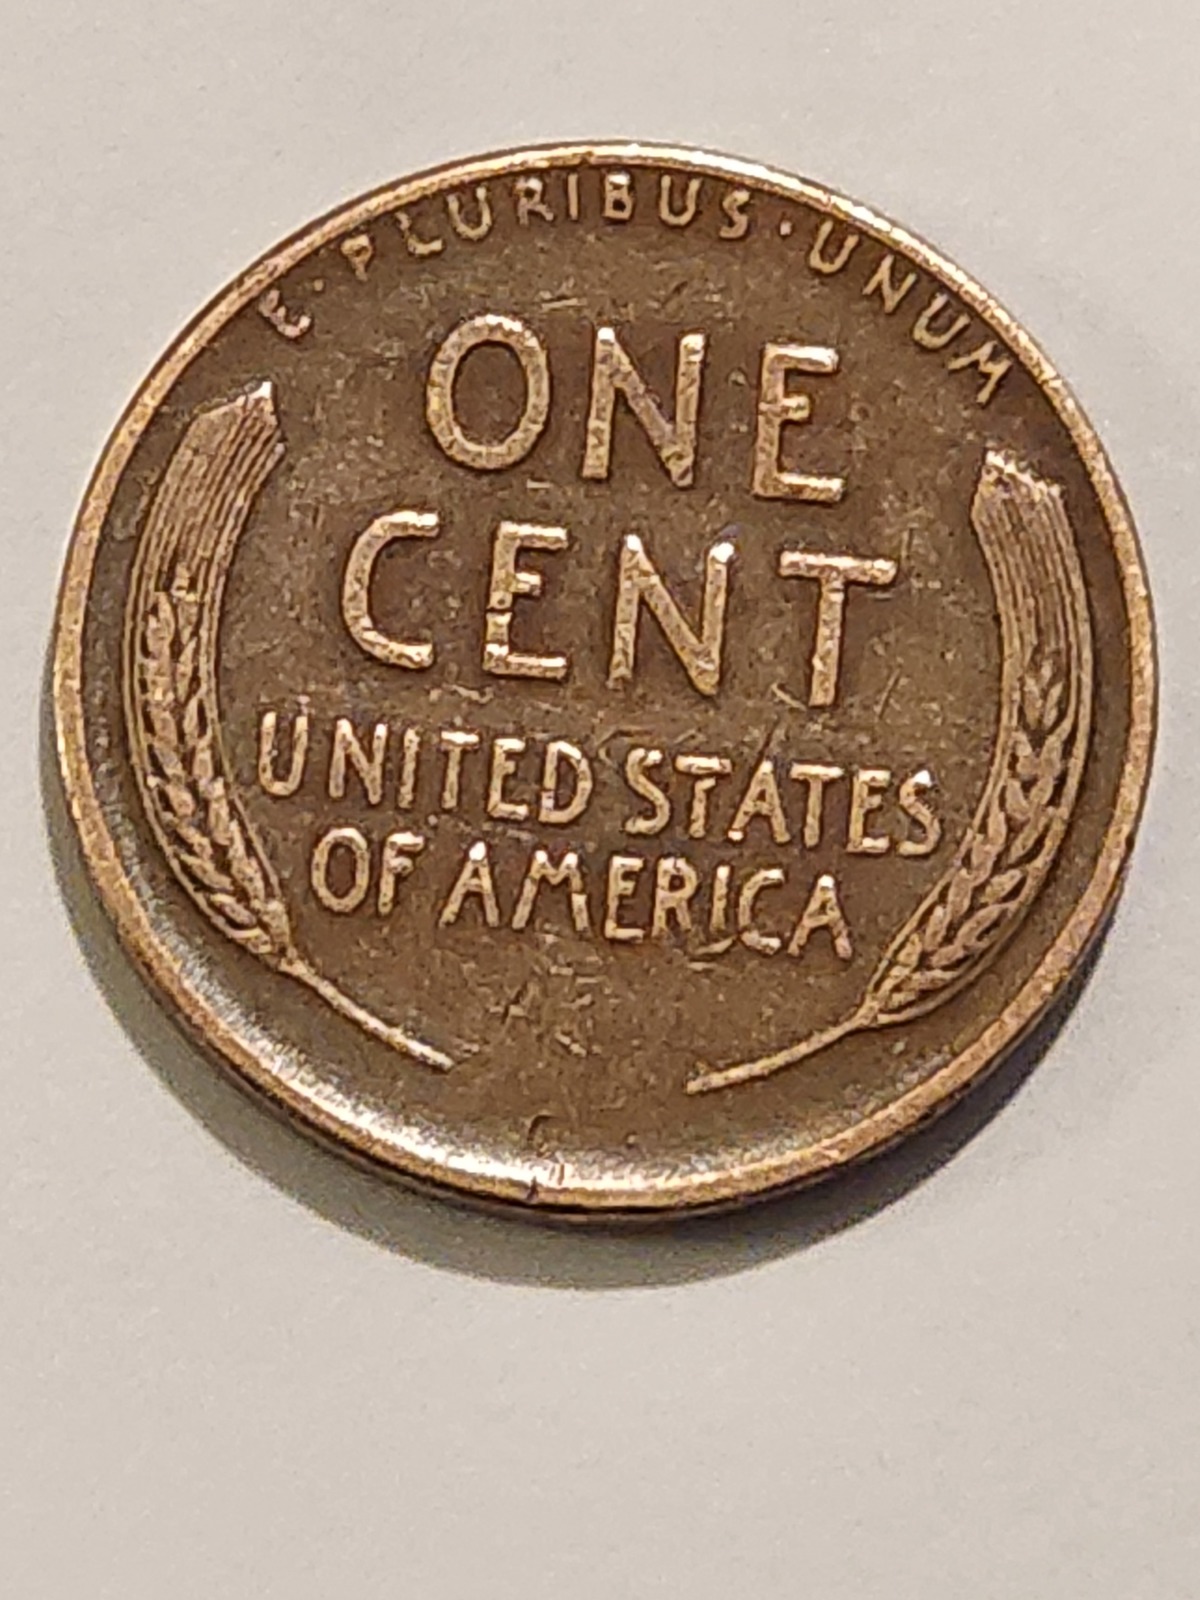 E · PLURIBUS · UNUM
ONE
CENT
UNITED STATES
OF AMERICA